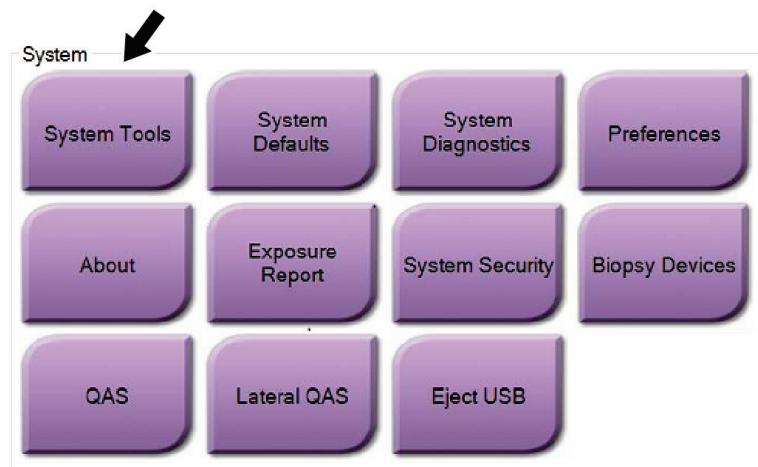 System
System Tools
System
Defaults
System
Diagnostics
Preferences
About
Exposure
Report
System Security
Biopsy Devices
QAS
Lateral QAS
Eject USB